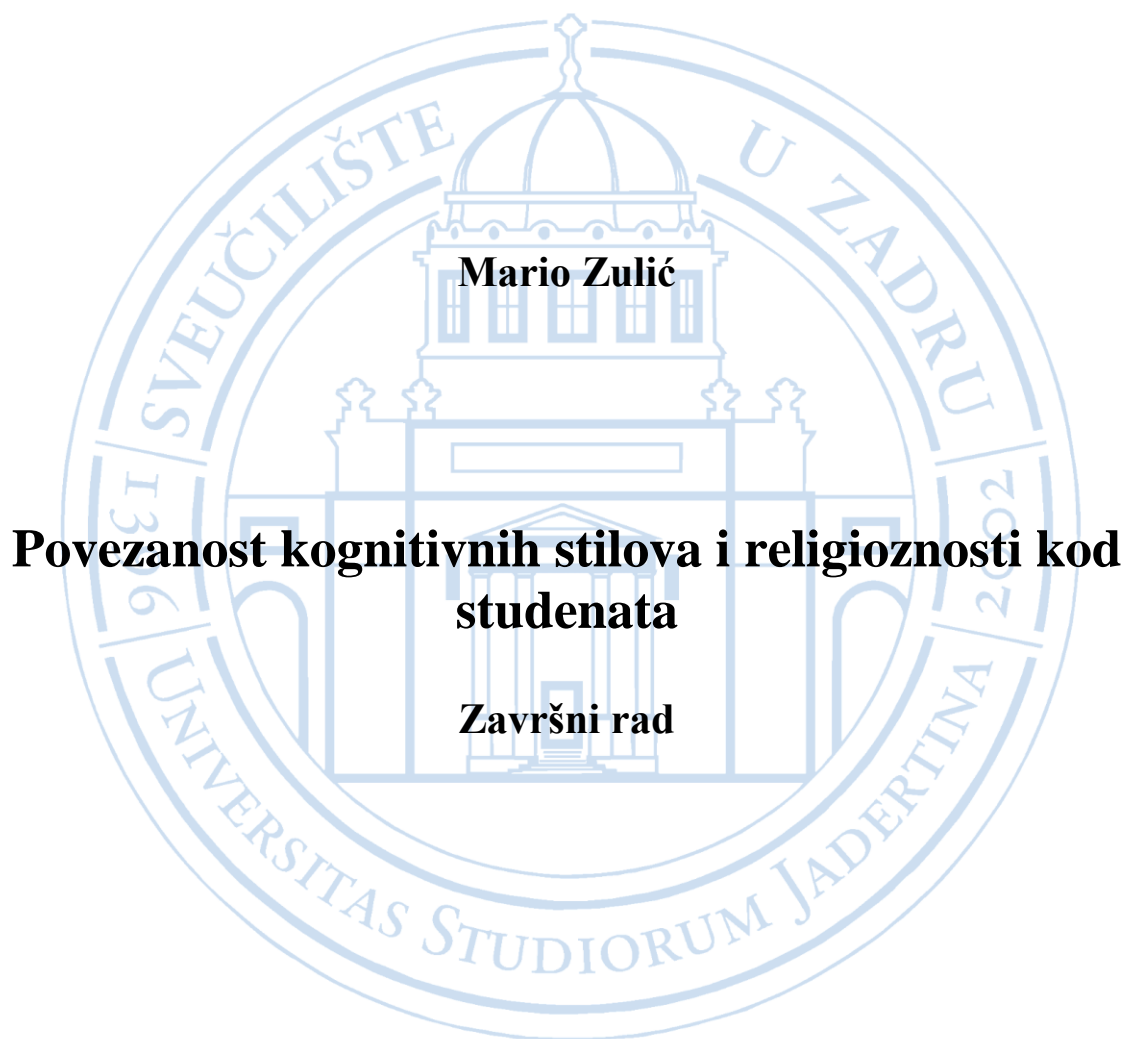 Mario Zulić
Povezanost kognitivnih stilova i religioznosti kod
studenata
Završni rad
SVEUČILIŠTE U ZADRU
1396 UNIVERSITAS STUDIORUM JADERTINA 2002